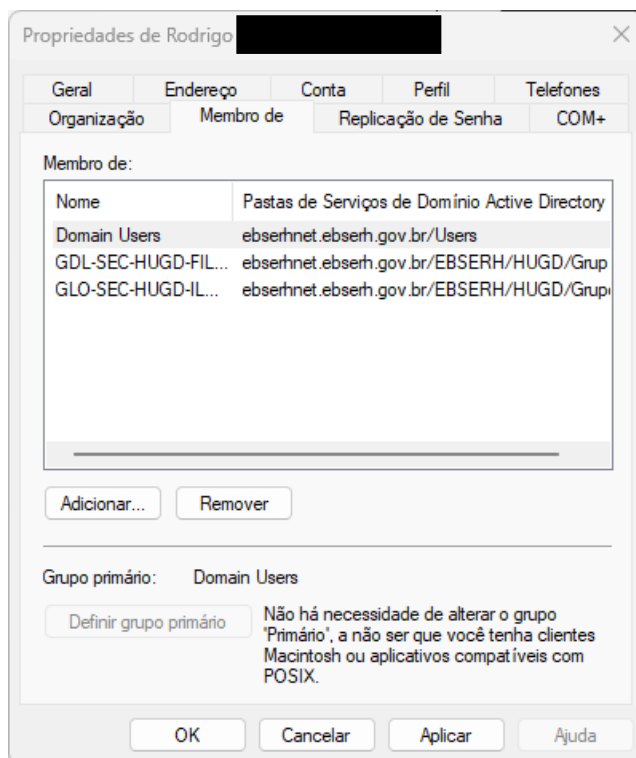 Propriedades de Rodrigo
Geral Endereço Conta Perfil Telefones
Organização Membro de Replicação de Senha COM+
Membro de:
Nome Pastas de Serviços de Domínio Active Directory
Domain Users ebserhnet.ebserh.gov.br/Users
GDL-SEC-HUGD-FIL... ebserhnet.ebserh.gov.br/EBSERH/HUGD/Grup
GLO-SEC-HUGD-IL... ebserhnet.ebserh.gov.br/EBSERH/HUGD/Grup
Adicionar... Remover
Grupo primário: Domain Users
Definir grupo primário
Não há necessidade de alterar o grupo
'Primário', a não ser que você tenha clientes
Macintosh ou aplicativos compatíveis com
POSIX.
OK Cancelar Aplicar Ajuda